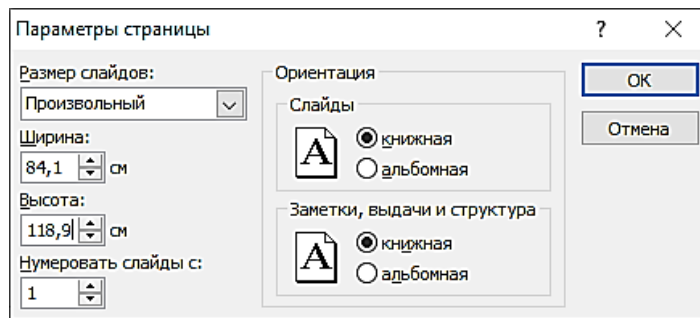 Параметры страницы
?
Размер слайдов:
Произвольный
Ширина:
84,1 см
Высота:
118,9 см
Нумеровать слайды с:
1
Ориентация
Слайды
A
книжная
альбомная
Заметки, выдачи и структура
A
книжная
альбомная
ОК
Отмена